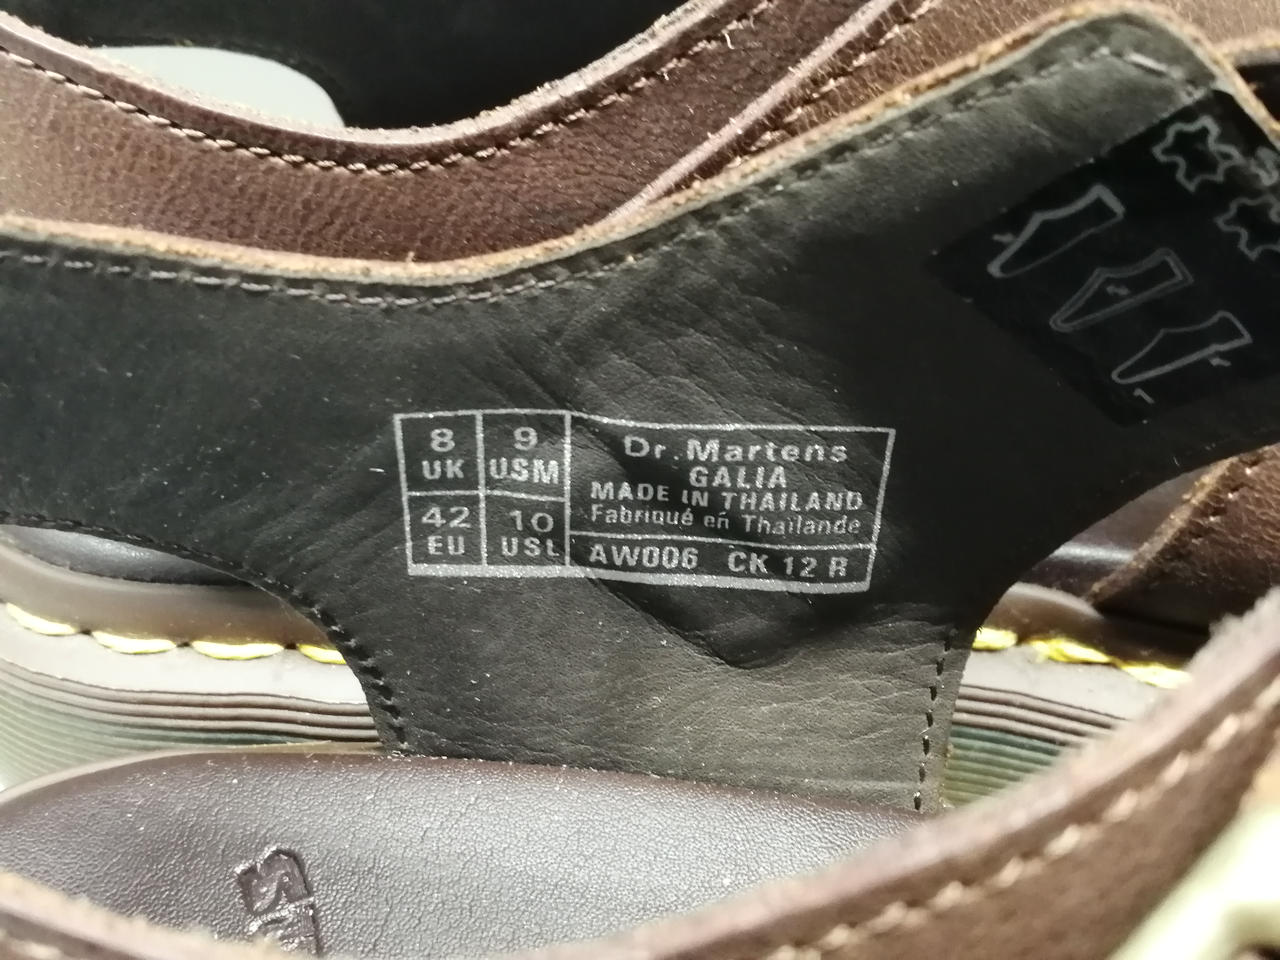 8
UK
9
USM
42
EU
10
USL
Dr.Martens
GALIA
MADE IN THAILAND
Fabriqué en Thaïlande
AW006 CK 12 R